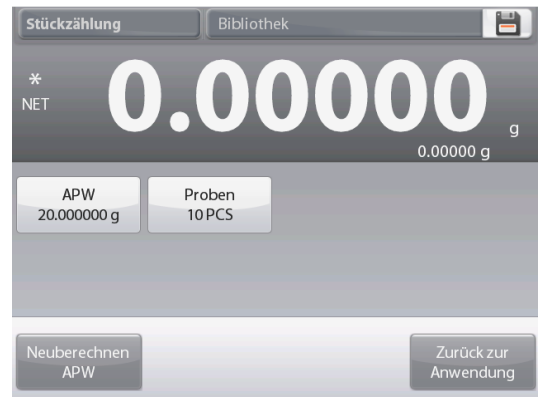 Stückzählung
Bibliothek
*
NET
0.00000 g
0.00000 g
APW
20.000000 g
Proben
10 PCS
Neuberechnen
APW
Zurück zur
Anwendung